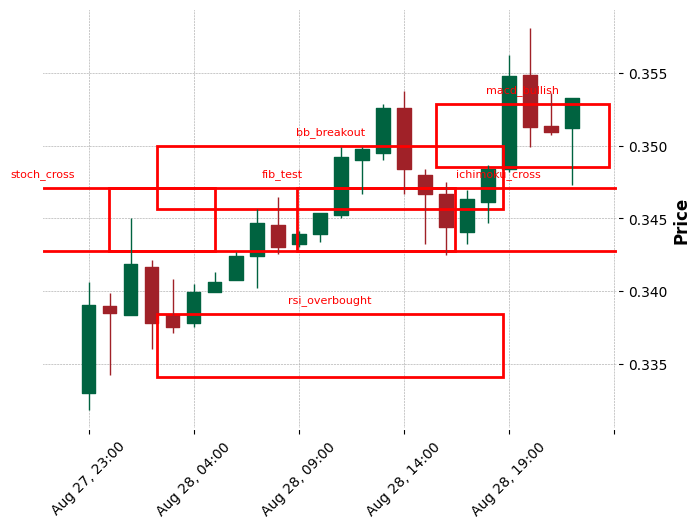 macd_bullish
0.355
bb_breakout
0.350
stoch_cross
fib_test
ichimoku_cross
0.345
rsi_overbought
0.340
0.335
Price
Aug 27, 23:00
Aug 28, 04:00
Aug 28, 09:00
Aug 28, 14:00
Aug 28, 19:00